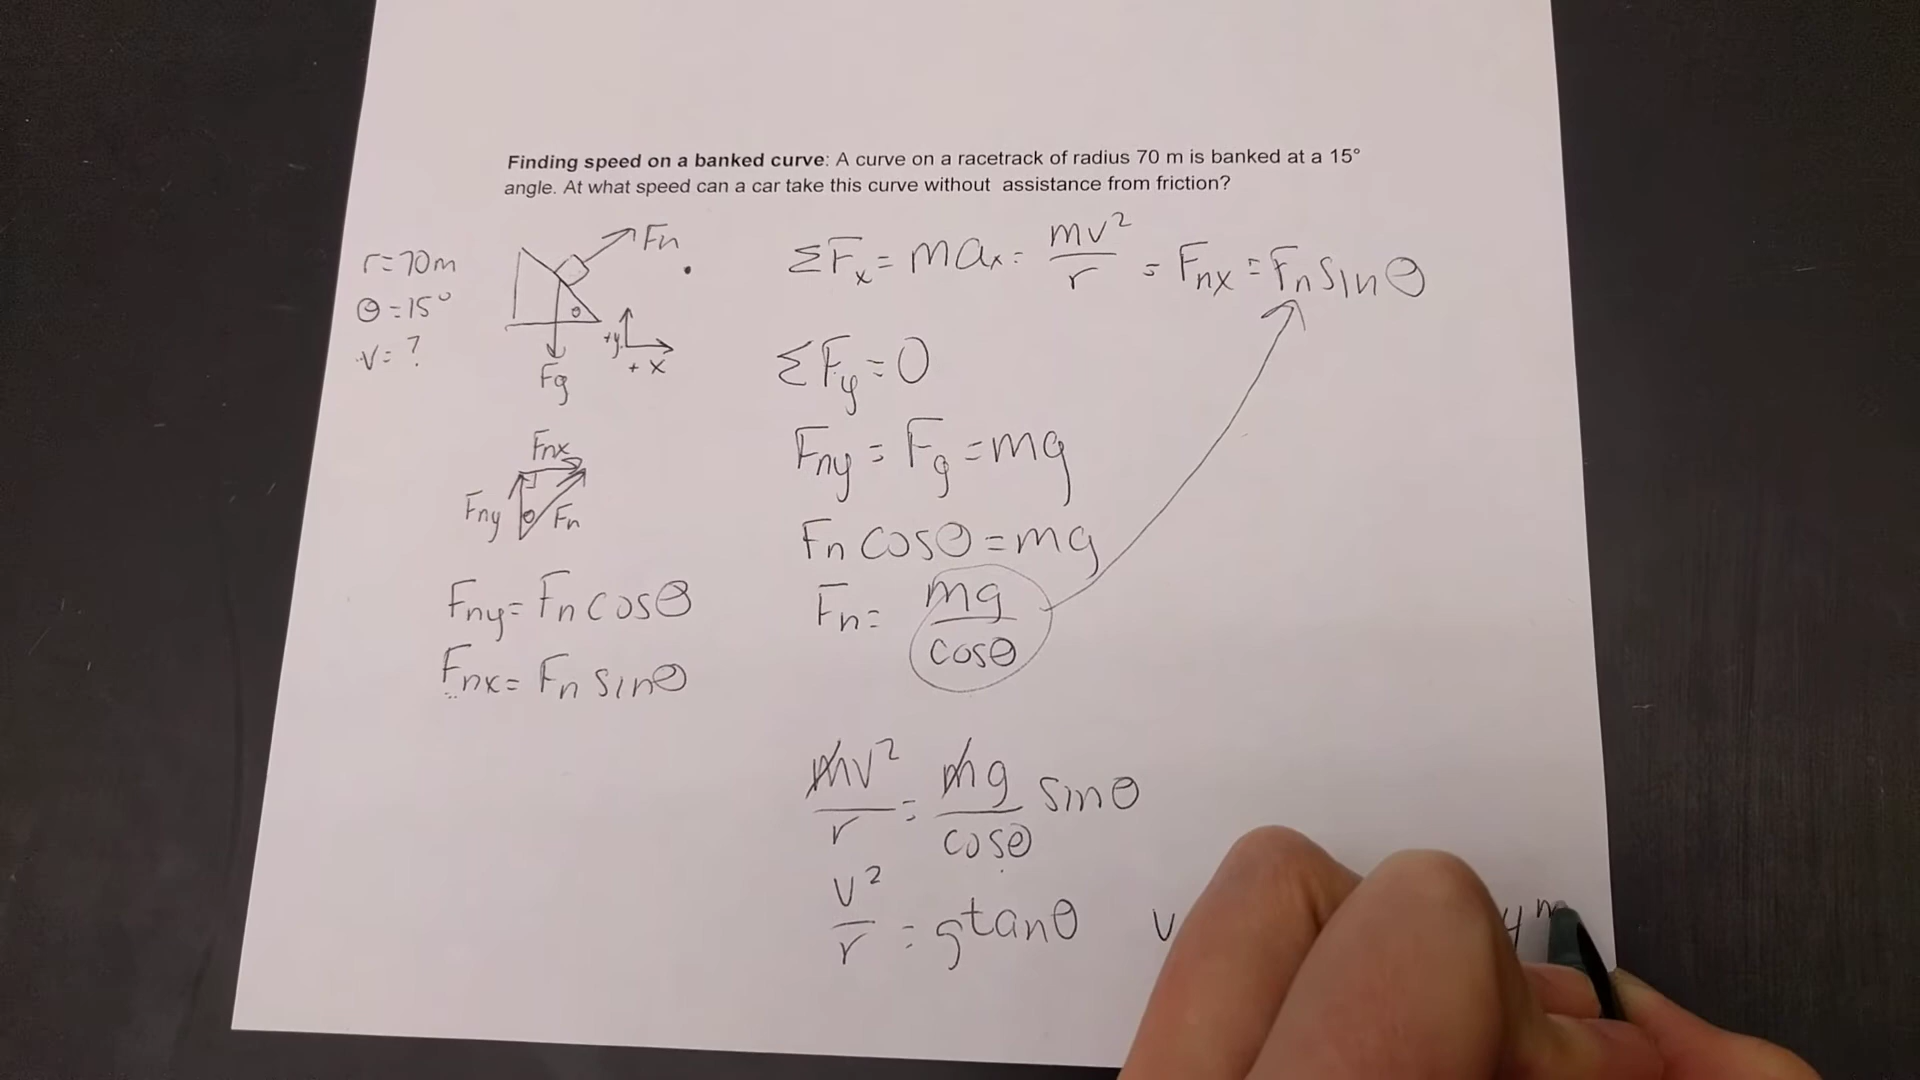 Finding speed on a banked curve: A curve on a racetrack of radius 70 m is banked at a 15°
angle. At what speed can a car take this curve without assistance from friction?
r=70m
θ=15°
v=?
Fn
Fg
+y
+x
Fnx
Fny
Fn
Fny=Fn cosθ
Fnx=Fn sinθ
ΣFx=max=mv²/r=Fnx=Fn sinθ
ΣFy=0
Fny=Fg=mg
Fn cosθ=mg
Fn=mg/cosθ
mv²/r=mg/cosθ sinθ
v²/r=g tanθ
v